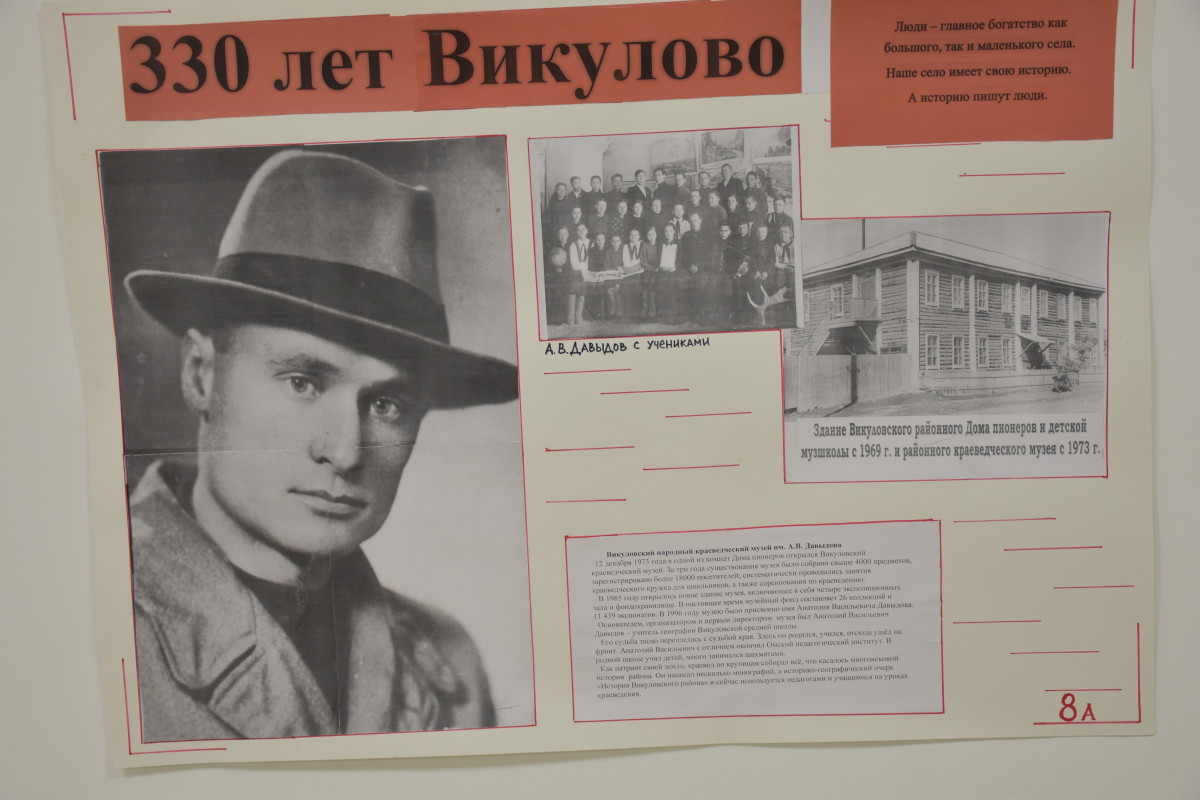 330 лет Викулово
Люди – главное богатство как
большого, так и маленького села.
Наше село имеет свою историю.
А историю пишут люди.
А.В.ДАВЫДОВ С УЧЕНИКАМИ
Здание Викуловского районного Дома пионеров и детской
музшколы с 1969 г. и районного краеведческого музея с 1973 г.
Викуловский народный краеведческий музей им. А.В. Давыдова
12 декабря 1973 года в одной из комнат Дома пионеров открылся Викуловский
краеведческий музей. За три года существования музея было собрано свыше 4000 предметов,
зарегистрировано более 18000 посетителей; систематически проводились занятия
краеведческого кружка для школьников, а также соревнования по краеведению.
В 1985 году открылось новое здание музея, включающее в себя четыре экспозиционных
зала и фондохранилище. В настоящее время музейный фонд составляет 26 коллекций и
11 439 экспонатов. В 1996 году музею было присвоено имя Анатолия Васильевича Давыдова.
Основателем, организатором и первым директором музея был Анатолий Васильевич
Давыдов – учитель географии Викуловской средней школы.
Его судьба тесно переплелась с судьбой края. Здесь он родился, учился, отсюда ушёл на
фронт. Анатолий Васильевич с отличием окончил Омский педагогический институт. В
родной школе учил детей, много занимался шахматами.
Как патриот своей земли, краевед по крупицам собирал всё, что касалось многовековой
истории района. Он написал несколько монографий, а историко-географический очерк
«История Викуловского района» и сейчас используется педагогами и учащимися на уроках
краеведения.
8А